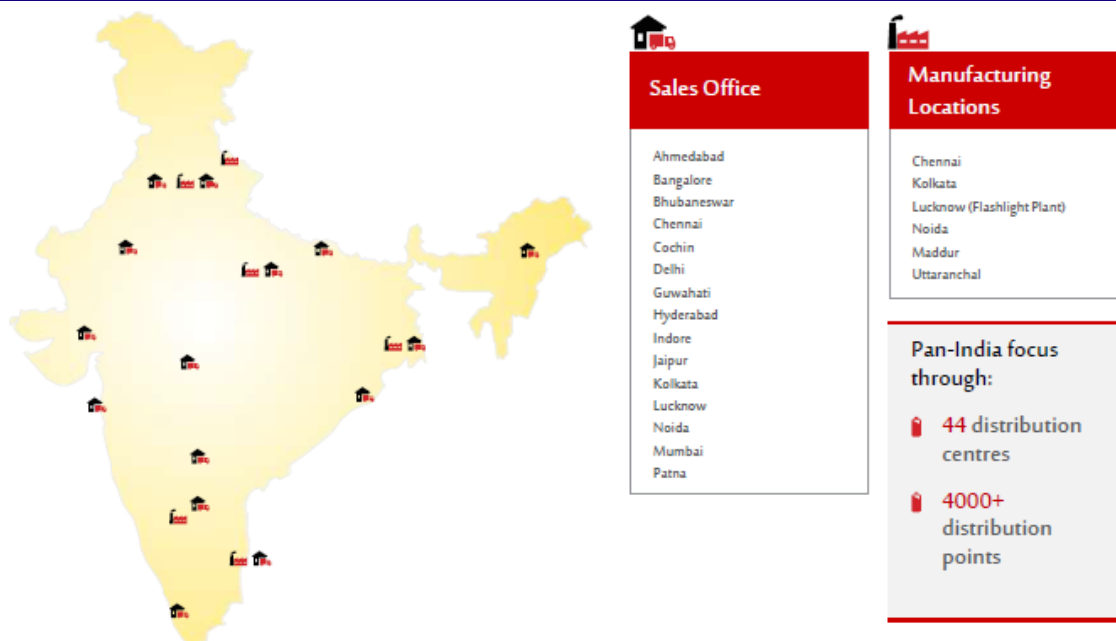 Sales Office
Ahmedabad
Bangalore
Bhubaneswar
Chennai
Cochin
Delhi
Guwahati
Hyderabad
Indore
Jaipur
Kolkata
Lucknow
Noida
Mumbai
Patna
Manufacturing
Locations
Chennai
Kolkata
Lucknow (Flashlight Plant)
Noida
Maddur
Uttaranchal
Pan-India focus
through:
44 distribution
centres
4000+
distribution
points